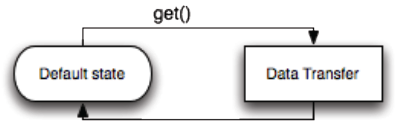 get()
Default state
Data Transfer